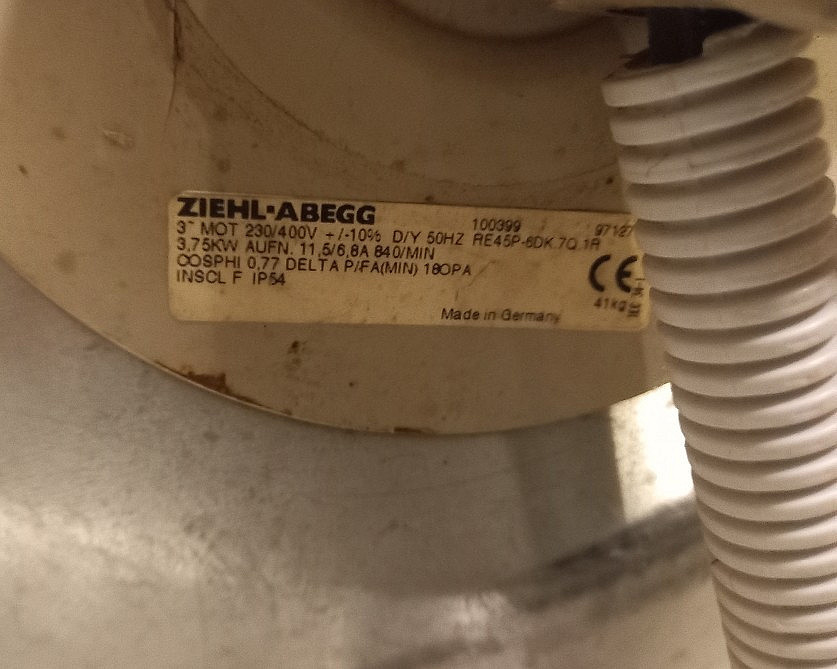 ZIEHL-ABEGG
100399 97127
3~ MOT 230/400V +/-10% D/Y 50HZ RE45P-6DK.7Q.1R
3,75KW AUFN. 11,5/6,8A 840/MIN
COSPHI 0,77 DELTA P/FA(MIN) 180PA
INSCL F IP54
CE
41kg
Made in Germany